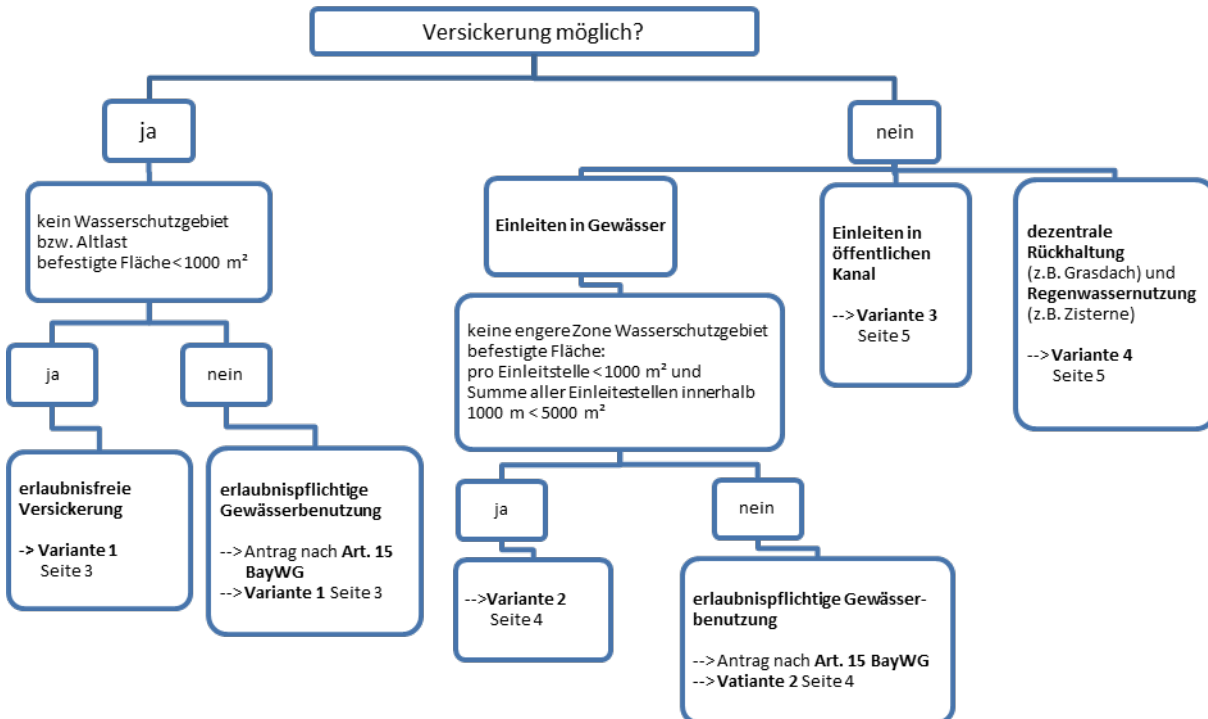 Versickerung möglich?
ja
nein
kein Wasserschutzgebiet
bzw. Altlast
befestigte Fläche < 1000 m²
ja
nein
erlaubnisfreie
Versickerung
-> Variante 1
Seite 3
erlaubnispflichtige
Gewässerbenutzung
--> Antrag nach Art. 15
BayWG
--> Variante 1 Seite 3
Einleiten in Gewässer
keine engere Zone Wasserschutzgebiet
befestigte Fläche:
pro Einleitstelle < 1000 m² und
Summe aller Einleitestellen innerhalb
1000 m < 5000 m²
ja
nein
-->Variante 2
Seite 4
erlaubnispflichtige Gewässer-
benutzung
--> Antrag nach Art. 15 BayWG
--> Vatiante 2 Seite 4
Einleiten in
öffentlichen
Kanal
--> Variante 3
Seite 5
dezentrale
Rückhaltung
(z.B. Grasdach) und
Regenwassernutzung
(z.B. Zisterne)
--> Variante 4
Seite 5